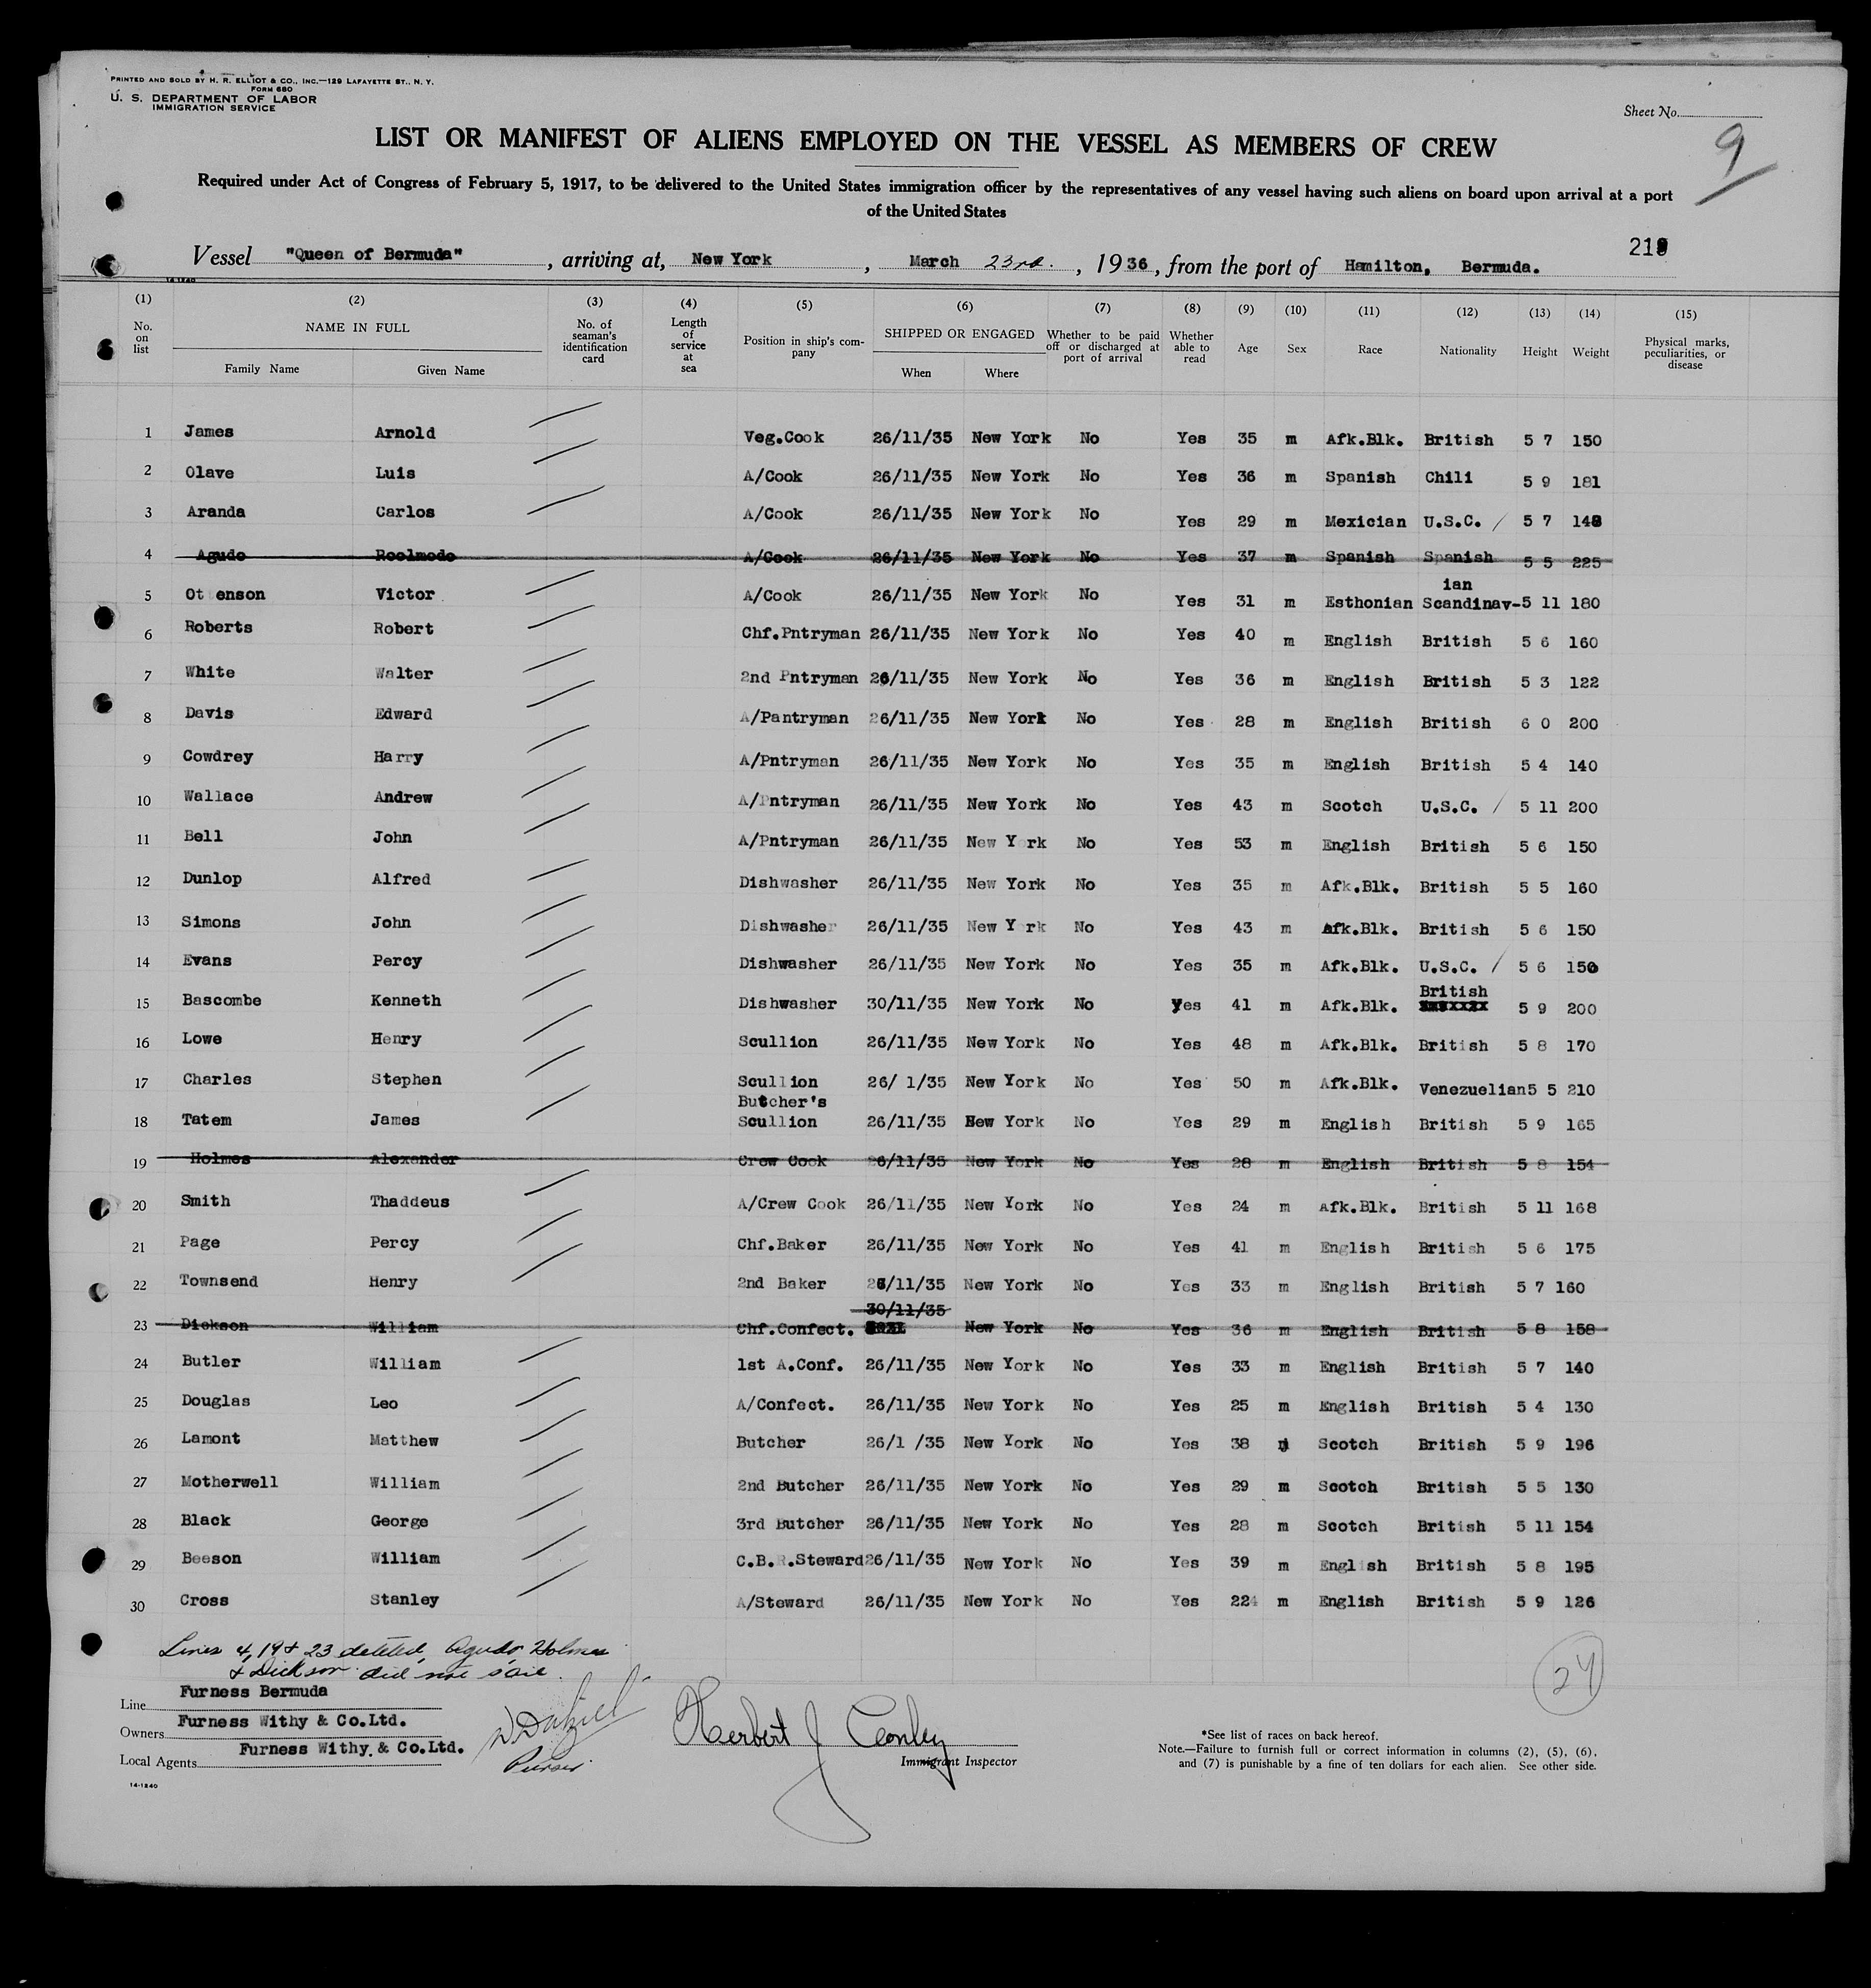 PRINTED AND SOLD BY H. R. ELLIOT & CO., INC.—129 LAFAYETTE ST., N. Y.
FORM 680
U. S. DEPARTMENT OF LABOR
IMMIGRATION SERVICE
Sheet No.
9
LIST OR MANIFEST OF ALIENS EMPLOYED ON THE VESSEL AS MEMBERS OF CREW
Required under Act of Congress of February 5, 1917, to be delivered to the United States immigration officer by the representatives of any vessel having such aliens on board upon arrival at a port
of the United States
Vessel "Queen of Bermuda", arriving at, New York, March 23rd., 1936, from the port of Hamilton, Bermuda.
14-1240
(1) (2) (3) (4) (5) (6) (7) (8) (9) (10) (11) (12) (13) (14) (15)
No. on list NAME IN FULL Family Name Given Name No. of seaman's identification card Length of service at sea Position in ship's company SHIPPED OR ENGAGED When Where Whether to be paid off or discharged at port of arrival Whether able to read Age Sex Race Nationality Height Weight Physical marks, peculiarities, or disease
1 James Arnold Veg.Cook 26/11/35 New York No Yes 35 m Afk.Blk. British 5 7 150
2 Olave Luis A/Cook 26/11/35 New York No Yes 36 m Spanish Chili 5 9 181
3 Aranda Carlos A/Cook 26/11/35 New York No Yes 29 m Mexician U.S.C. / 5 7 148
4 Agudo A/Cook 26/11/35 New York No Yes 37 m Spanish Spanish 5 5 225
5 Ot enson Victor A/Cook 26/11/35 New York No Yes 31 m Esthonian Scandinav-ian 5 11 180
6 Roberts Robert Chf.Pntryman 26/11/35 New York No Yes 40 m English British 5 6 160
7 White Walter 2nd Pntryman 26/11/35 New York No Yes 36 m English British 5 3 122
8 Davis Edward A/Pantryman 26/11/35 New York No Yes 28 m English British 6 0 200
9 Cowdrey Harry A/Pntryman 26/11/35 New York No Yes 35 m English British 5 4 140
10 Wallace Andrew A/Pntryman 26/11/35 New York No Yes 43 m Scotch U.S.C. / 5 11 200
11 Bell John A/Pntryman 26/11/35 New Y rk No Yes 53 m English British 5 6 150
12 Dunlop Alfred Dishwasher 26/11/35 New York No Yes 35 m Afk.Blk. British 5 5 160
13 Simons John Dishwasher 26/11/35 New Y rk No Yes 43 m Afk.Blk. British 5 6 150
14 Evans Percy Dishwasher 26/11/35 New York No Yes 35 m Afk.Blk. U.S.C. / 5 6 150
15 Bascombe Kenneth Dishwasher 30/11/35 New York No Yes 41 m Afk.Blk. British 5 9 200
16 Lowe Henry Scullion 26/11/35 New York No Yes 48 m Afk.Blk. British 5 8 170
17 Charles Stephen Scullion 26/ 1/35 New York No Yes 50 m Afk.Blk. Venezuelian 5 5 210
18 Tatem James Butcher's Scullion 26/11/35 New York No Yes 29 m English British 5 9 165
19 Holmes Alexander Crew Cook 26/11/35 New York No Yes 28 m English British 5 8 154
20 Smith Thaddeus A/Crew Cook 26/11/35 New York No Yes 24 m Afk.Blk. British 5 11 168
21 Page Percy Chf.Baker 26/11/35 New York No Yes 41 m English British 5 6 175
22 Townsend Henry 2nd Baker 26/11/35 New York No Yes 33 m English British 5 7 160
23 Dickson William Chf.Confect. 30/11/35 New York No Yes 36 m English British 5 8 158
24 Butler William 1st A.Conf. 26/11/35 New York No Yes 33 m English British 5 7 140
25 Douglas Leo A/Confect. 26/11/35 New York No Yes 25 m English British 5 4 130
26 Lamont Matthew Butcher 26/1 /35 New York No Yes 38 m Scotch British 5 9 196
27 Motherwell William 2nd Butcher 26/11/35 New York No Yes 29 m Scotch British 5 5 130
28 Black George 3rd Butcher 26/11/35 New York No Yes 28 m Scotch British 5 11 154
29 Beeson William C.B.R.Steward 26/11/35 New York No Yes 39 m Engl sh British 5 8 195
30 Cross Stanley A/Steward 26/11/35 New York No Yes 22 m English British 5 9 126
Lines 4, 19 & 23 deleted, Agudo, Holmes
& Dickson did not sail.
24
Line Furness Bermuda
Owners Furness Withy & Co.Ltd.
Local Agents Furness Withy. & Co.Ltd.
Purser
Herbert J Conley
Immigrant Inspector
*See list of races on back hereof.
Note.—Failure to furnish full or correct information in columns (2), (5), (6),
and (7) is punishable by a fine of ten dollars for each alien. See other side.
14-1240